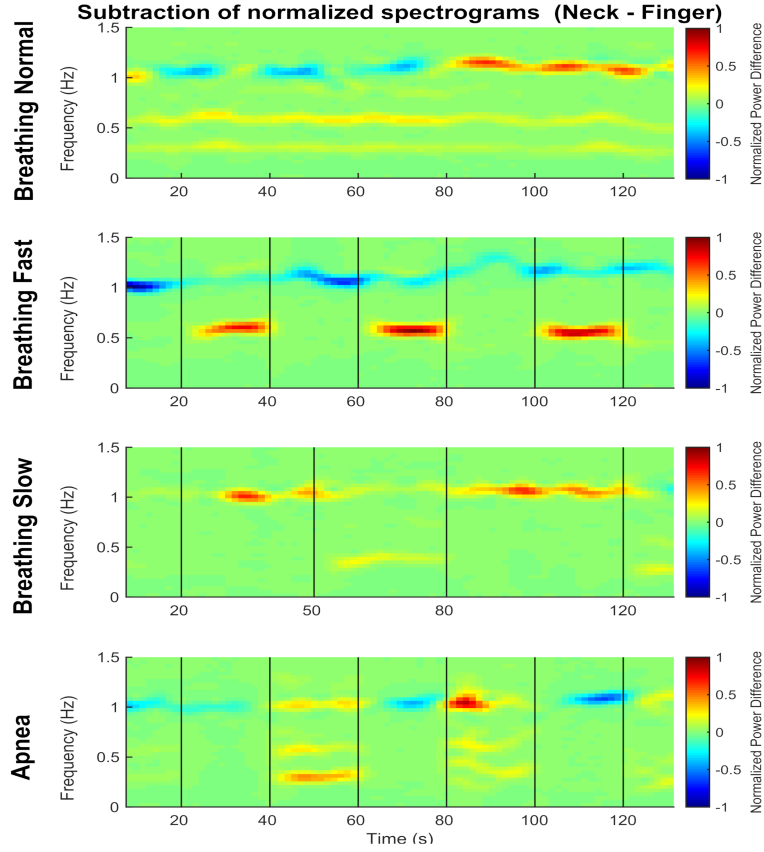 Subtraction of normalized spectrograms (Neck - Finger)
Breathing Normal
Frequency (Hz)
1.5
1
0.5
0
20 40 60 80 100 120
1
0.5
0
-0.5
-1
Normalized Power Difference
Breathing Fast
Frequency (Hz)
1.5
1
0.5
0
20 40 60 80 100 120
1
0.5
0
-0.5
-1
Normalized Power Difference
Breathing Slow
Frequency (Hz)
1.5
1
0.5
0
20 50 80 120
1
0.5
0
-0.5
-1
Normalized Power Difference
Apnea
Frequency (Hz)
1.5
1
0.5
0
20 40 60 80 100 120
1
0.5
0
-0.5
-1
Normalized Power Difference
Time (s)